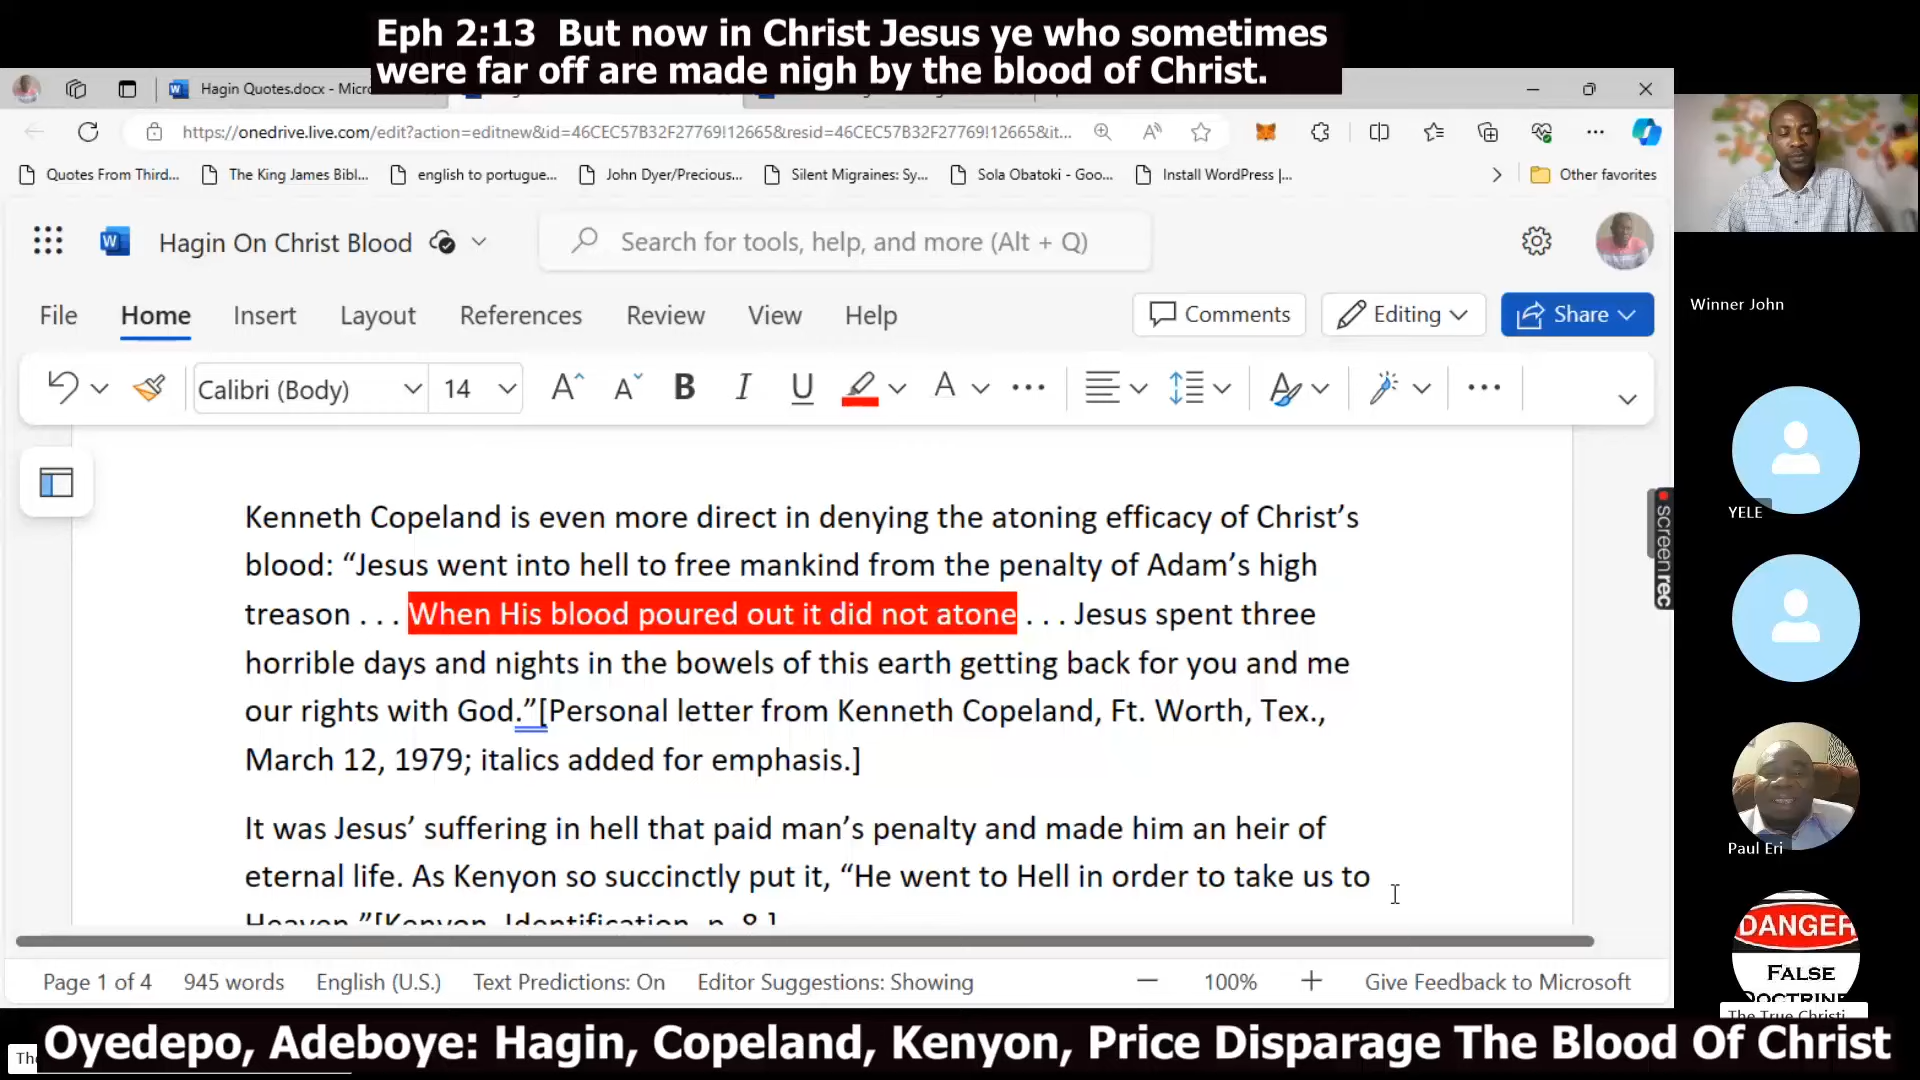 Eph 2:13  But now in Christ Jesus ye who sometimes
were far off are made nigh by the blood of Christ.
Hagin Quotes.docx - Micr
https://onedrive.live.com/edit?action=editnew&id=46CEC57B32F27769!12665&resid=46CEC57B32F27769!12665&it...
Quotes From Third...
The King James Bibl...
english to portugue...
John Dyer/Precious...
Silent Migraines: Sy...
Sola Obatoki - Goo...
Install WordPress |...
Other favorites
Hagin On Christ Blood
Search for tools, help, and more (Alt + Q)
File Home Insert Layout References Review View Help
Comments
Editing
Share
Calibri (Body)
14
Kenneth Copeland is even more direct in denying the atoning efficacy of Christ’s
blood: “Jesus went into hell to free mankind from the penalty of Adam’s high
treason . . . When His blood poured out it did not atone . . . Jesus spent three
horrible days and nights in the bowels of this earth getting back for you and me
our rights with God.”[Personal letter from Kenneth Copeland, Ft. Worth, Tex.,
March 12, 1979; italics added for emphasis.]
It was Jesus’ suffering in hell that paid man’s penalty and made him an heir of
eternal life. As Kenyon so succinctly put it, “He went to Hell in order to take us to
Heaven.”[Kenyon, Identification, p. 8.]
Page 1 of 4
945 words
English (U.S.)
Text Predictions: On
Editor Suggestions: Showing
100%
Give Feedback to Microsoft
screenrec
Winner John
YELE
Paul Eri
DANGER
FALSE
DOCTRINE
The True Christi
Oyedepo, Adeboye: Hagin, Copeland, Kenyon, Price Disparage The Blood Of Christ